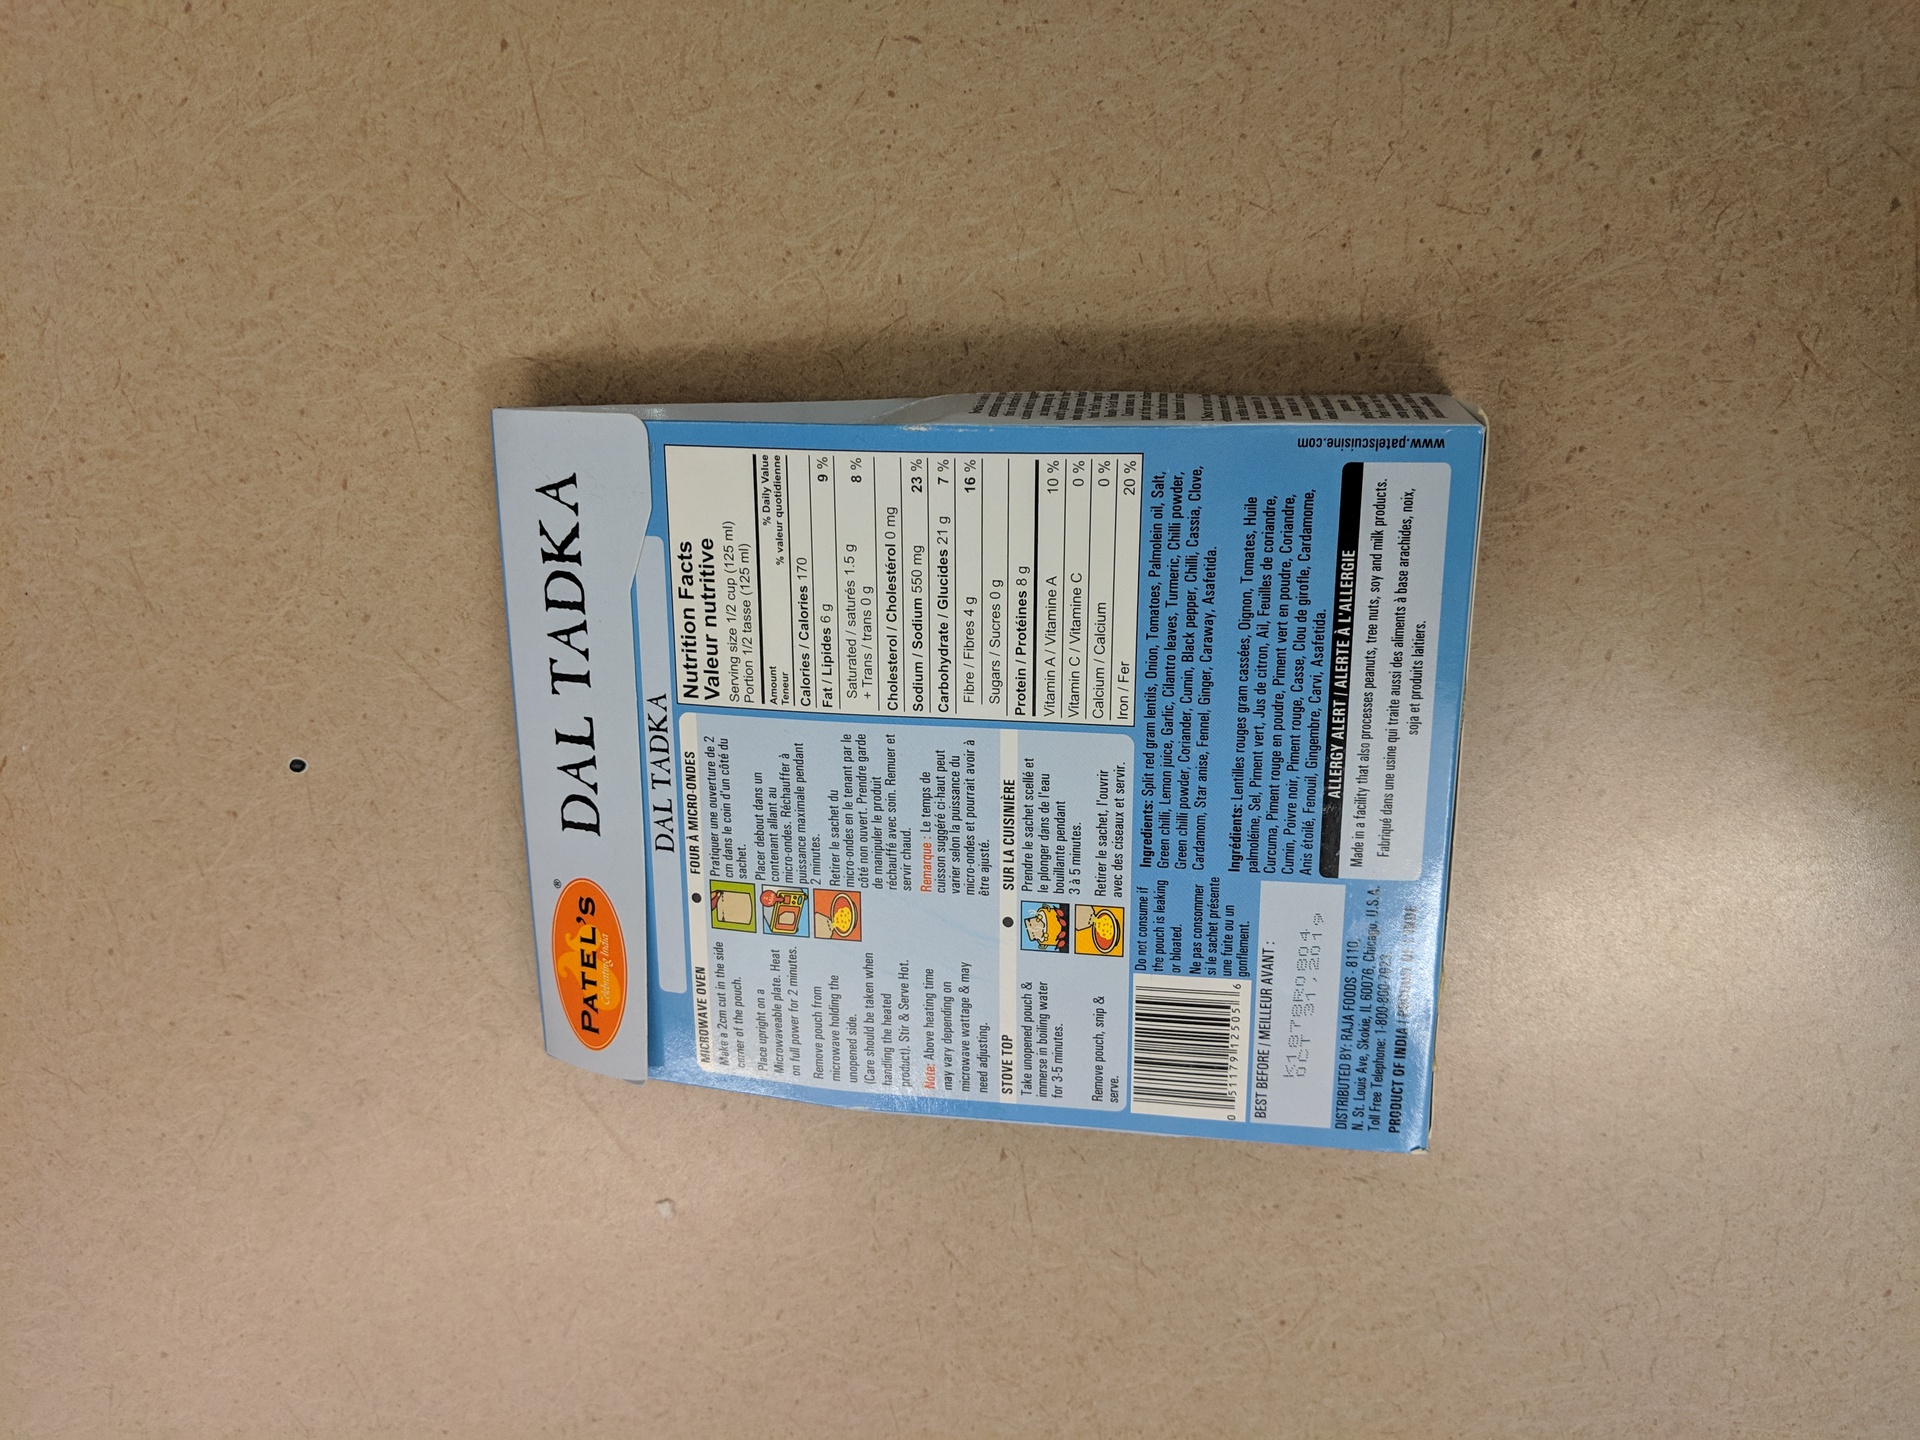 PATEL'S ®
Celebrating India
DAL TADKA
DAL TADKA
MICROWAVE OVEN
Make a 2cm cut in the side
corner of the pouch.
Place upright on a
Microwaveable plate. Heat
on full power for 2 minutes.
Remove pouch from
microwave holding the
unopened side.
(Care should be taken when
handling the heated
product). Stir & Serve Hot.
Note: Above heating time
may vary depending on
microwave wattage & may
need adjusting.
FOUR À MICRO-ONDES
Pratiquer une ouverture de 2
cm dans le coin d'un côté du
sachet.
Placer debout dans un
contenant allant au
micro-ondes. Réchauffer à
puissance maximale pendant
2 minutes.
Retirer le sachet du
micro-ondes en le tenant par le
côté non ouvert. Prendre garde
de manipuler le produit
réchauffé avec soin. Remuer et
servir chaud.
Remarque : Le temps de
cuisson suggéré ci-haut peut
varier selon la puissance du
micro-ondes et pourrait avoir à
être ajusté.
STOVE TOP
Take unopened pouch &
immerse in boiling water
for 3-5 minutes.
Remove pouch, snip &
serve.
SUR LA CUISINIÈRE
Prendre le sachet scellé et
le plonger dans de l'eau
bouillante pendant
3 à 5 minutes.
Retirer le sachet, l'ouvrir
avec des ciseaux et servir.
Nutrition Facts
Valeur nutritive
Serving size 1/2 cup (125 ml)
Portion 1/2 tasse (125 ml)
Amount % Daily Value
Teneur % valeur quotidienne
Calories / Calories 170
Fat / Lipides 6 g 9 %
Saturated / saturés 1.5 g
+ Trans / trans 0 g 8 %
Cholesterol / Cholestérol 0 mg
Sodium / Sodium 550 mg 23 %
Carbohydrate / Glucides 21 g 7 %
Fibre / Fibres 4 g 16 %
Sugars / Sucres 0 g
Protein / Protéines 8 g
Vitamin A / Vitamine A 10 %
Vitamin C / Vitamine C 0 %
Calcium / Calcium 0 %
Iron / Fer 20 %
0 51179 12505 6
Do not consume if
the pouch is leaking
or bloated.
Ne pas consommer
si le sachet présente
une fuite ou un
gonflement.
BEST BEFORE / MEILLEUR AVANT :
K187BR0804
OCT 31, 2019
DISTRIBUTED BY: RAJA FOODS - 8110,
N. St. Louis Ave, Skokie, IL 60076, Chicago, U.S.A.
Toll Free Telephone: 1-800-800-7923
PRODUCT OF INDIA / PRODUIT DE L'INDE
Ingredients: Split red gram lentils, Onion, Tomatoes, Palmolein oil, Salt,
Green chilli, Lemon juice, Garlic, Cilantro leaves, Turmeric, Chilli powder,
Green chilli powder, Coriander, Cumin, Black pepper, Chilli, Cassia, Clove,
Cardamom, Star anise, Fennel, Ginger, Caraway, Asafetida.
Ingrédients: Lentilles rouges gram cassées, Oignon, Tomates, Huile
palmoléine, Sel, Piment vert, Jus de citron, Ail, Feuilles de coriandre,
Curcuma, Piment rouge en poudre, Piment vert en poudre, Coriandre,
Cumin, Poivre noir, Piment rouge, Casse, Clou de girofle, Cardamome,
Anis étoilé, Fenouil, Gingembre, Carvi, Asafetida.
ALLERGY ALERT / ALERTE À L'ALLERGIE
Made in a facility that also processes peanuts, tree nuts, soy and milk products.
Fabriqué dans une usine qui traite aussi des aliments à base arachides, noix,
soja et produits laitiers.
www.patelscuisine.com